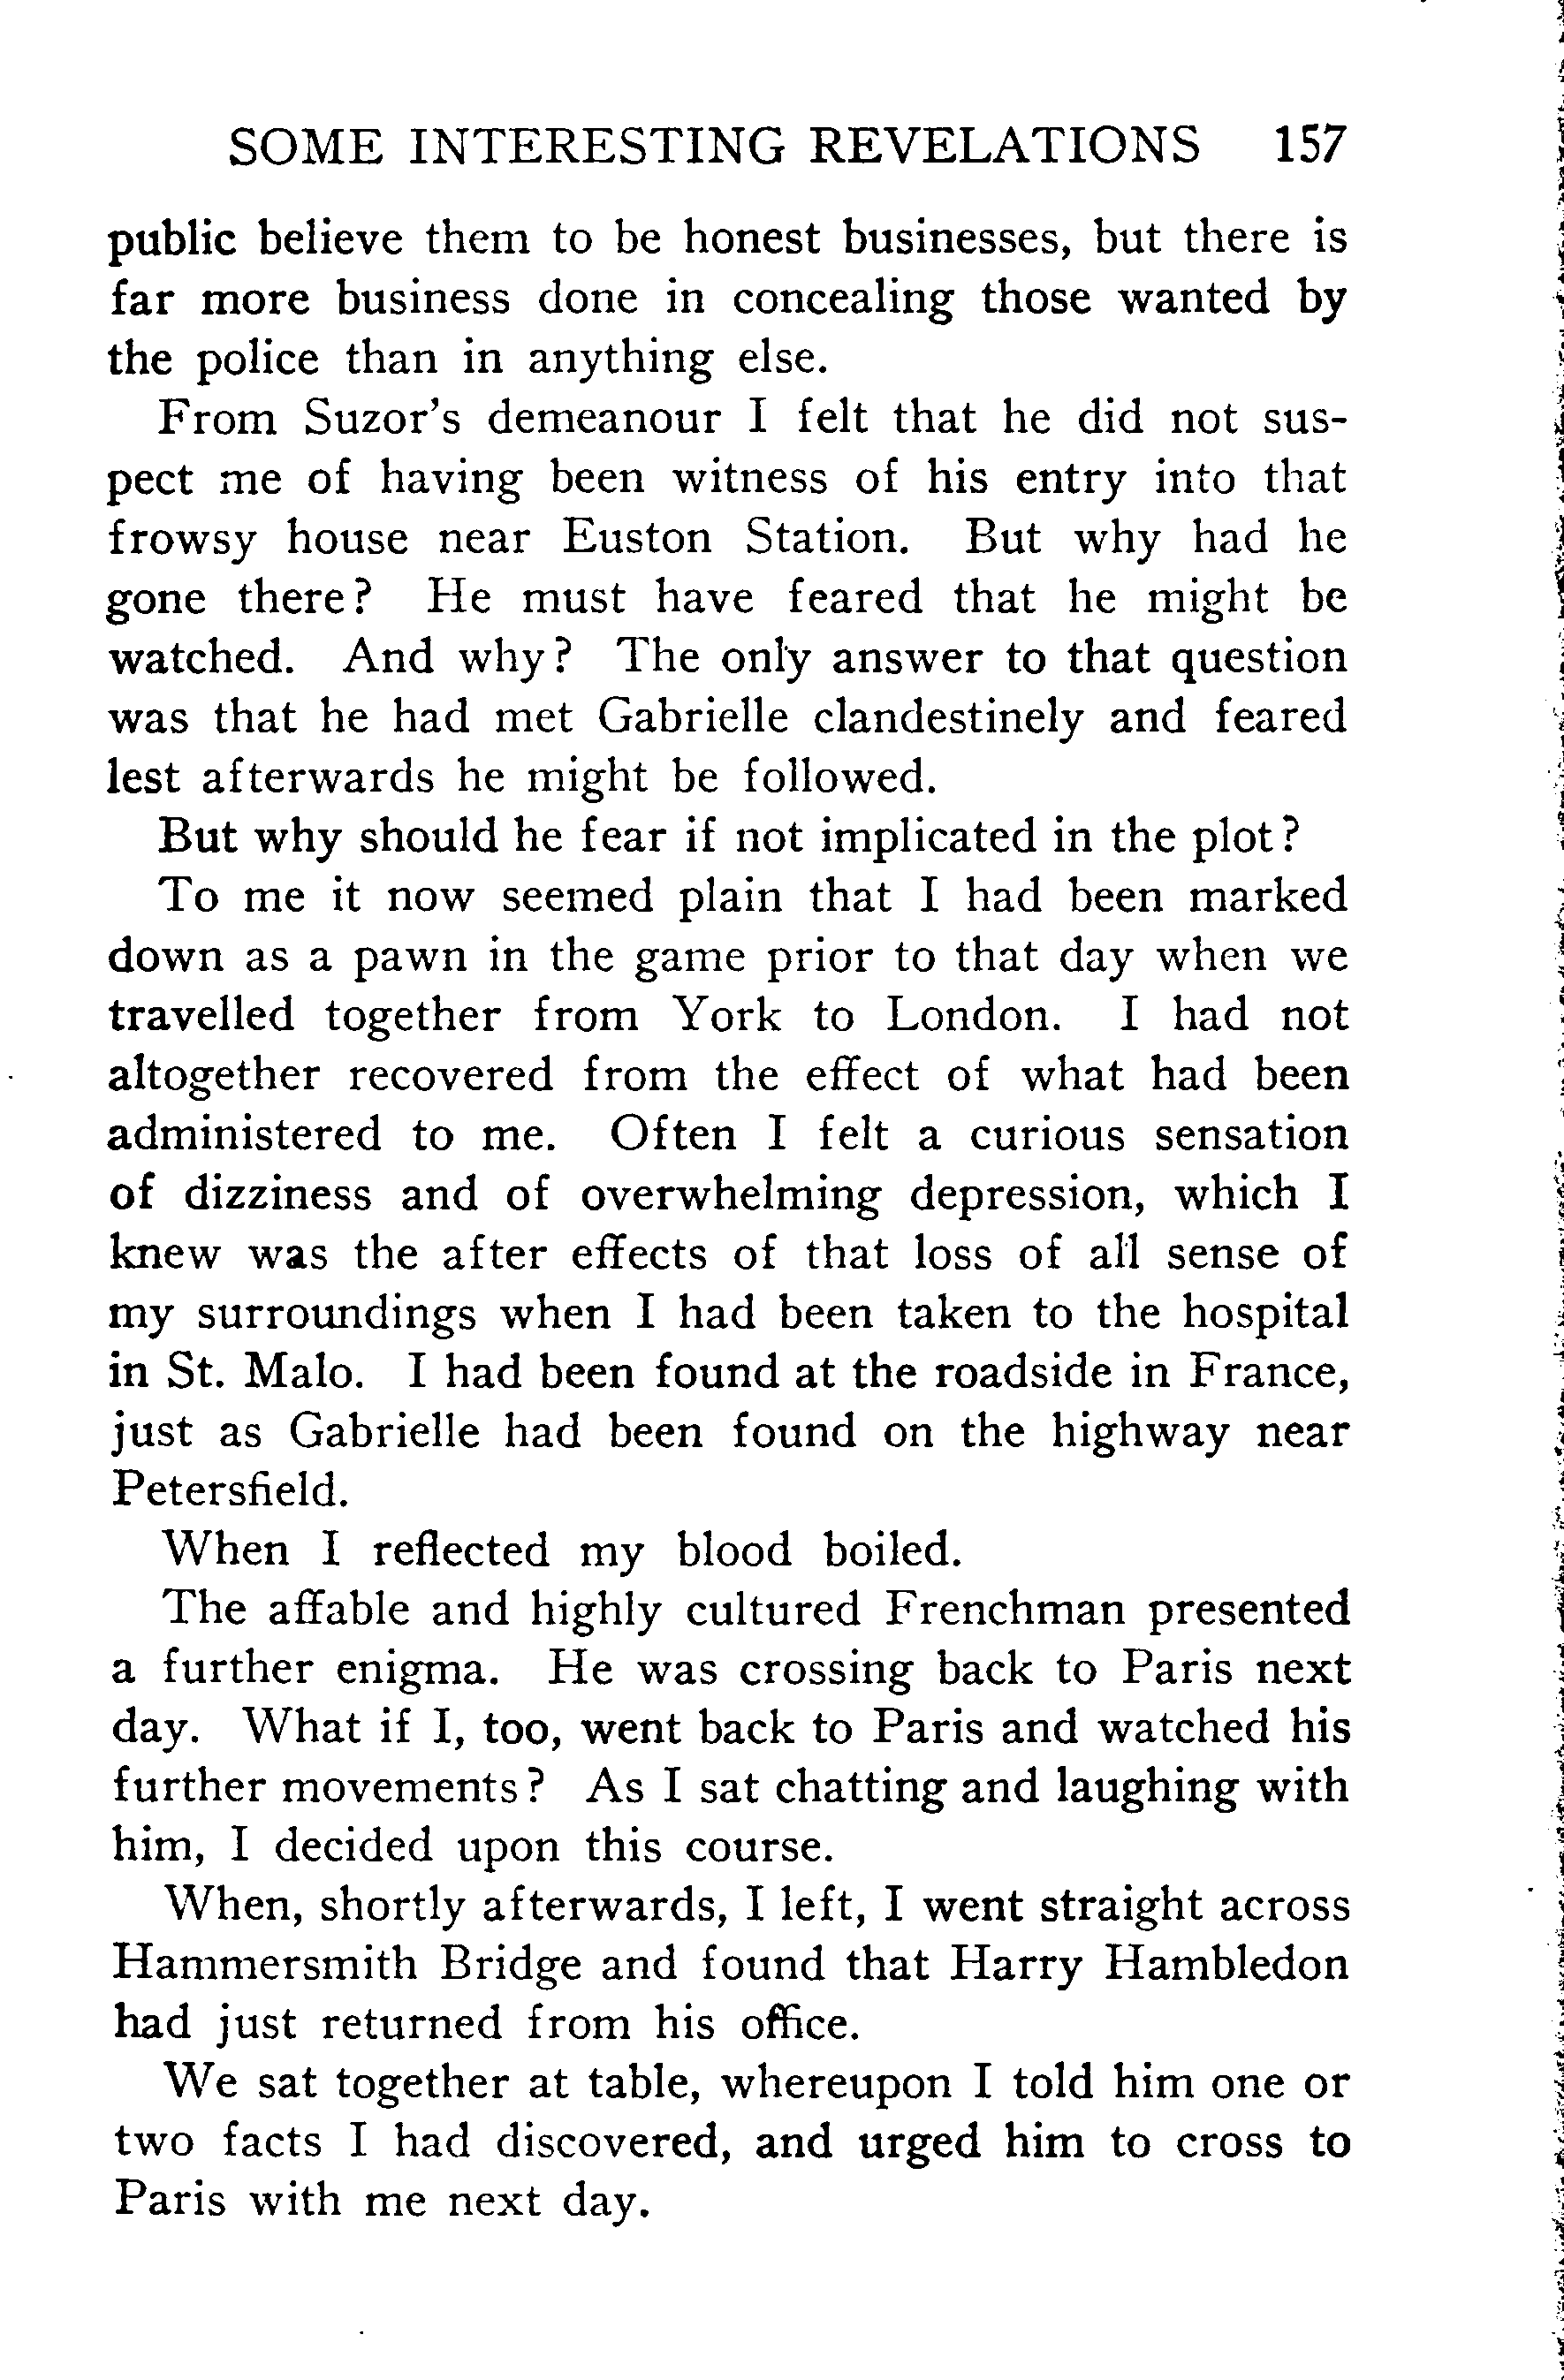 SOME INTERESTING REVELATIONS 157
public believe them to be honest businesses, but there is
far more business done in concealing those wanted by
the police than in anything else.
From Suzor's demeanour I felt that he did not sus-
pect me of having been witness of his entry into that
frowsy house near Euston Station. But why had he
gone there? He must have feared that he might be
watched. And why? The only answer to that question
was that he had met Gabrielle clandestinely and feared
lest afterwards he might be followed.
But why should he fear if not implicated in the plot?
To me it now seemed plain that I had been marked
down as a pawn in the game prior to that day when we
travelled together from York to London. I had not
altogether recovered from the effect of what had been
administered to me. Often I felt a curious sensation
of dizziness and of overwhelming depression, which I
knew was the after effects of that loss of all sense of
my surroundings when I had been taken to the hospital
in St. Malo. I had been found at the roadside in France,
just as Gabrielle had been found on the highway near
Petersfield.
When I reflected my blood boiled.
The affable and highly cultured Frenchman presented
a further enigma. He was crossing back to Paris next
day. What if I, too, went back to Paris and watched his
further movements? As I sat chatting and laughing with
him, I decided upon this course.
When, shortly afterwards, I left, I went straight across
Hammersmith Bridge and found that Harry Hambledon
had just returned from his office.
We sat together at table, whereupon I told him one or
two facts I had discovered, and urged him to cross to
Paris with me next day.